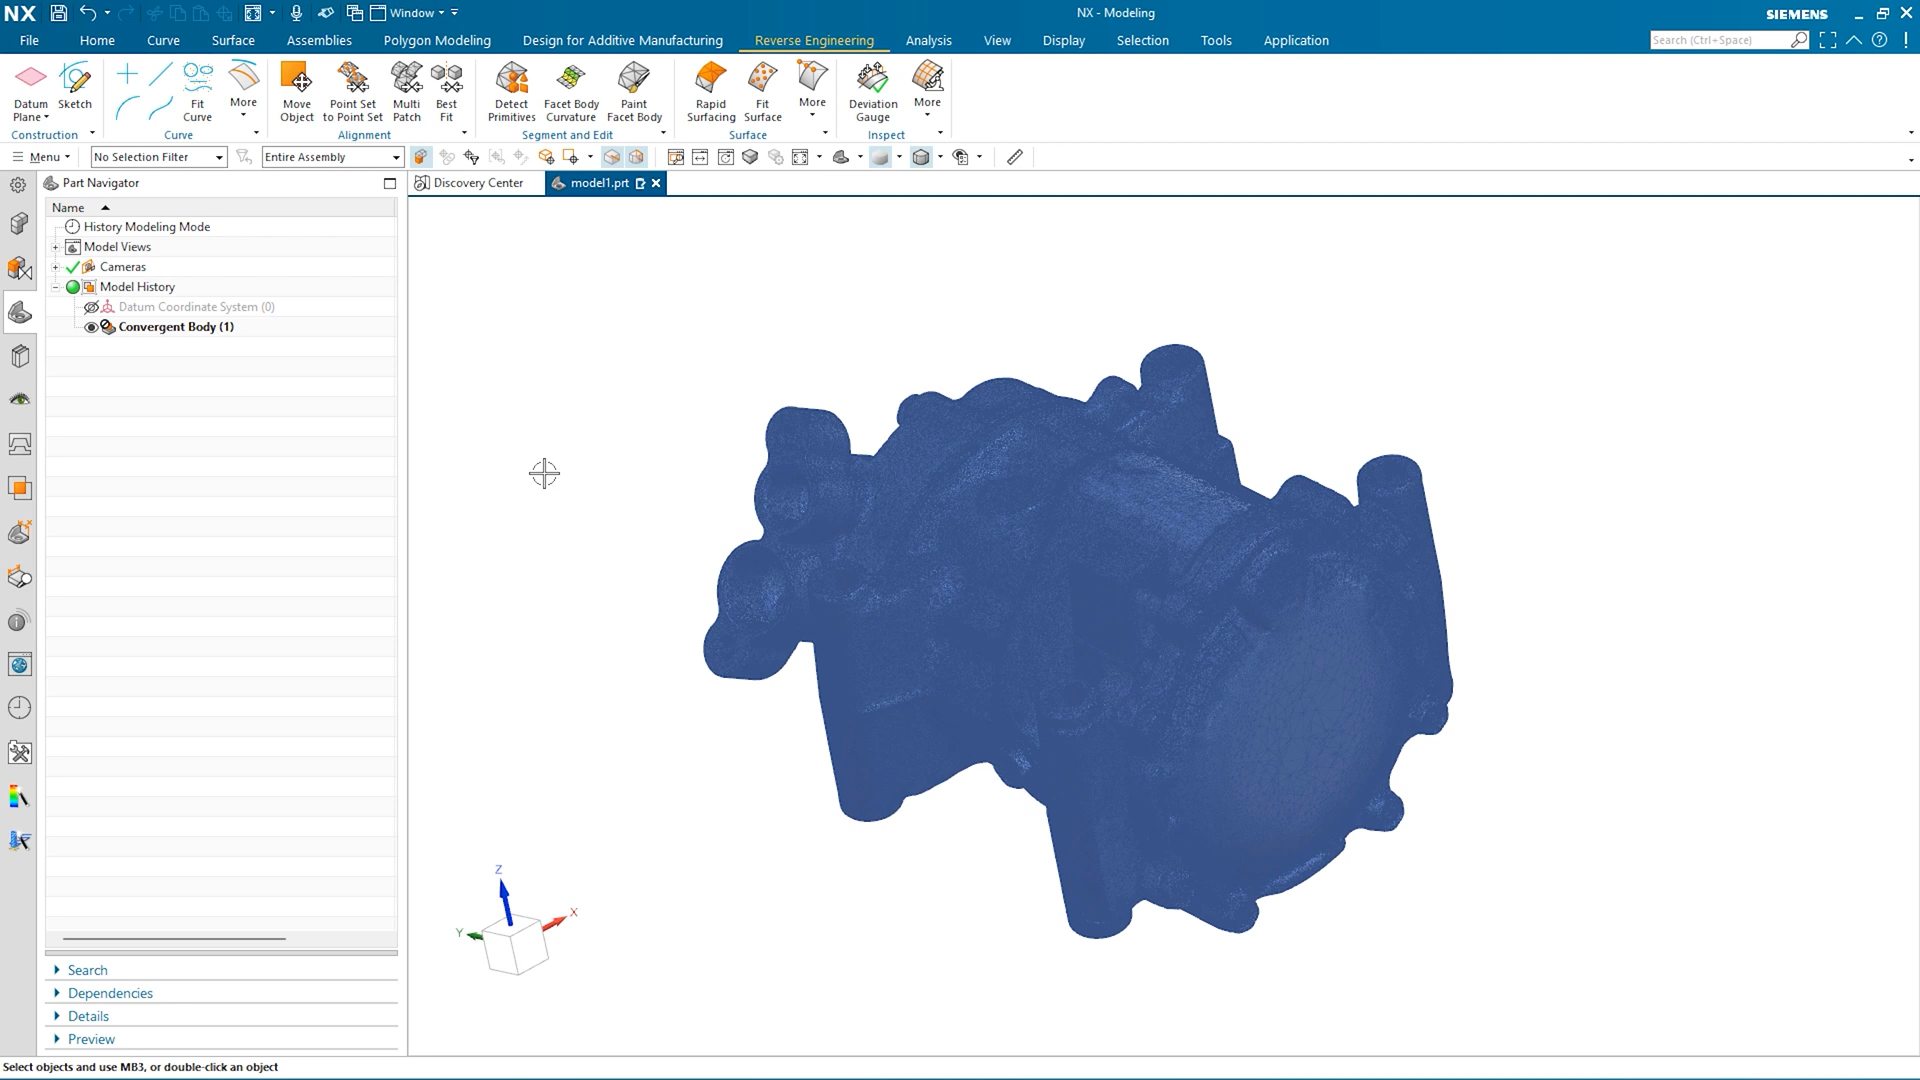 NX
Window
NX - Modeling
SIEMENS
File
Home
Curve
Surface
Assemblies
Polygon Modeling
Design for Additive Manufacturing
Reverse Engineering
Analysis
View
Display
Selection
Tools
Application
Search (Ctrl+Space)
Datum Plane
Sketch
Fit Curve
More
Move Object
Point Set to Point Set
Multi Patch
Best Fit
Detect Primitives
Facet Body Curvature
Paint Facet Body
Rapid Surfacing
Fit Surface
More
Deviation Gauge
More
Construction
Curve
Alignment
Segment and Edit
Surface
Inspect
Menu
No Selection Filter
Entire Assembly
Part Navigator
Discovery Center
model1.prt
Name
History Modeling Mode
Model Views
Cameras
Model History
Datum Coordinate System (0)
Convergent Body (1)
Z
X
Y
Search
Dependencies
Details
Preview
Select objects and use MB3, or double-click an object